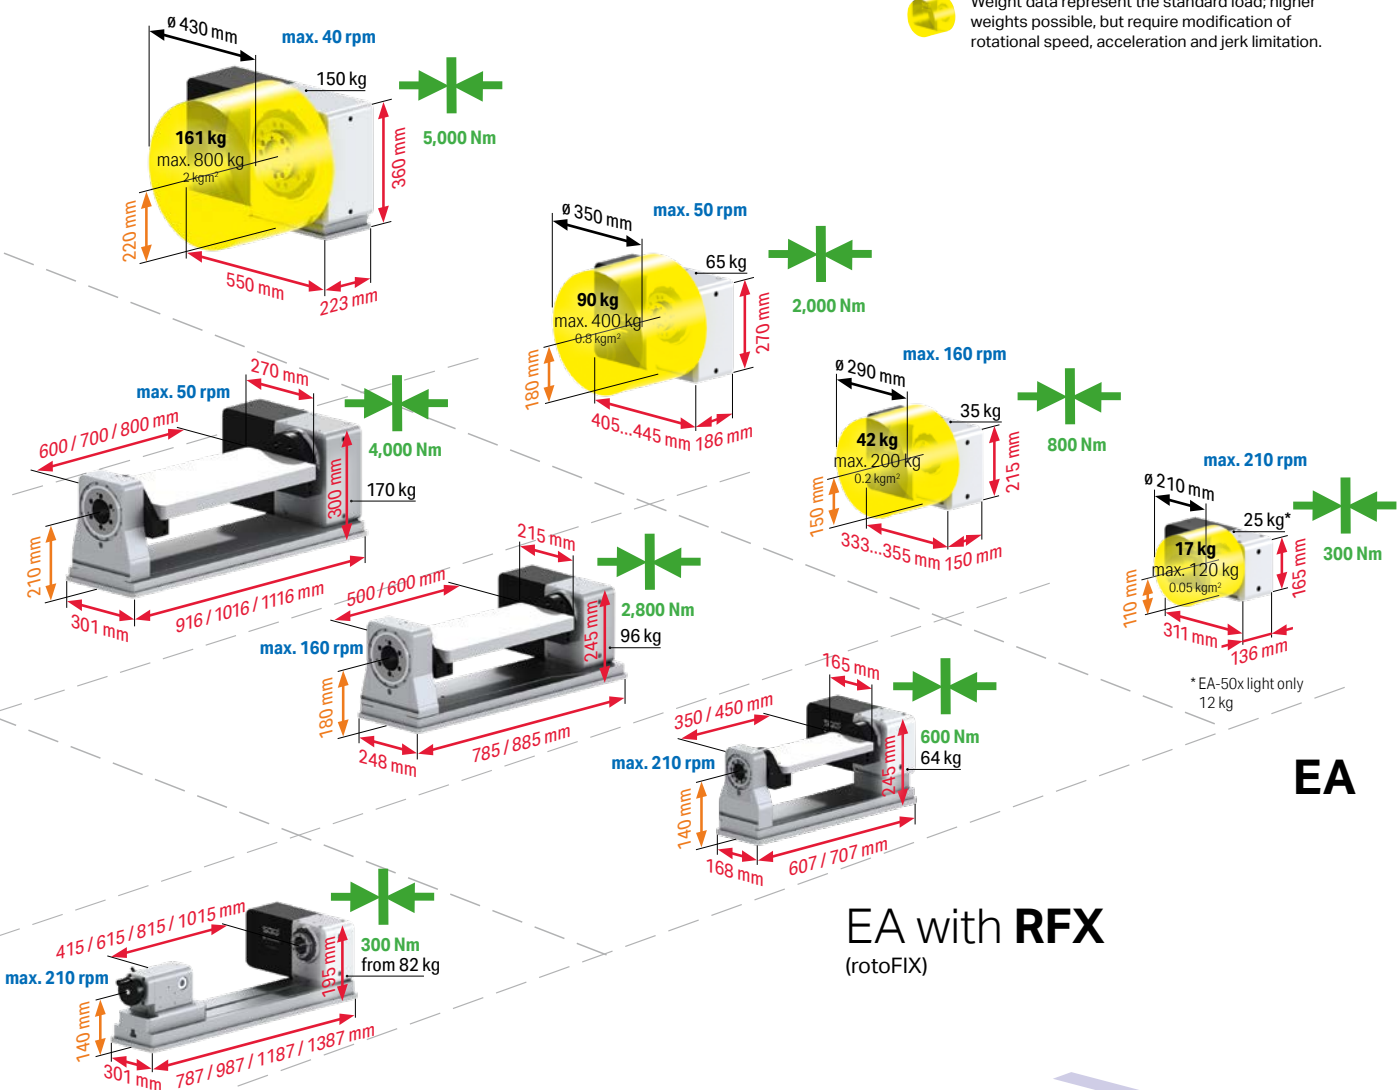 Weight data represent the standard load; higher
weights possible, but require modification of
rotational speed, acceleration and jerk limitation.
ø 430 mm
max. 40 rpm
150 kg
5,000 Nm
161 kg
max. 800 kg
2 kgm²
360 mm
220 mm
550 mm
223 mm
ø 350 mm
max. 50 rpm
65 kg
2,000 Nm
90 kg
max. 400 kg
0.8 kgm²
270 mm
180 mm
405...445 mm
186 mm
ø 290 mm
max. 160 rpm
35 kg
800 Nm
42 kg
max. 200 kg
0.2 kgm²
215 mm
150 mm
333...355 mm
150 mm
ø 210 mm
max. 210 rpm
25 kg*
300 Nm
17 kg
max. 120 kg
0.05 kgm²
165 mm
110 mm
311 mm
136 mm
* EA-50x light only
12 kg
EA
max. 50 rpm
270 mm
600 / 700 / 800 mm
4,000 Nm
300 mm
170 kg
210 mm
301 mm
916 / 1016 / 1116 mm
215 mm
500 / 600 mm
max. 160 rpm
2,800 Nm
245 mm
96 kg
180 mm
248 mm
785 / 885 mm
165 mm
350 / 450 mm
max. 210 rpm
600 Nm
245 mm
64 kg
140 mm
168 mm
607 / 707 mm
415 / 615 / 815 / 1015 mm
max. 210 rpm
300 Nm
from 82 kg
195 mm
140 mm
301 mm
787 / 987 / 1187 / 1387 mm
EA with RFX
(rotoFIX)